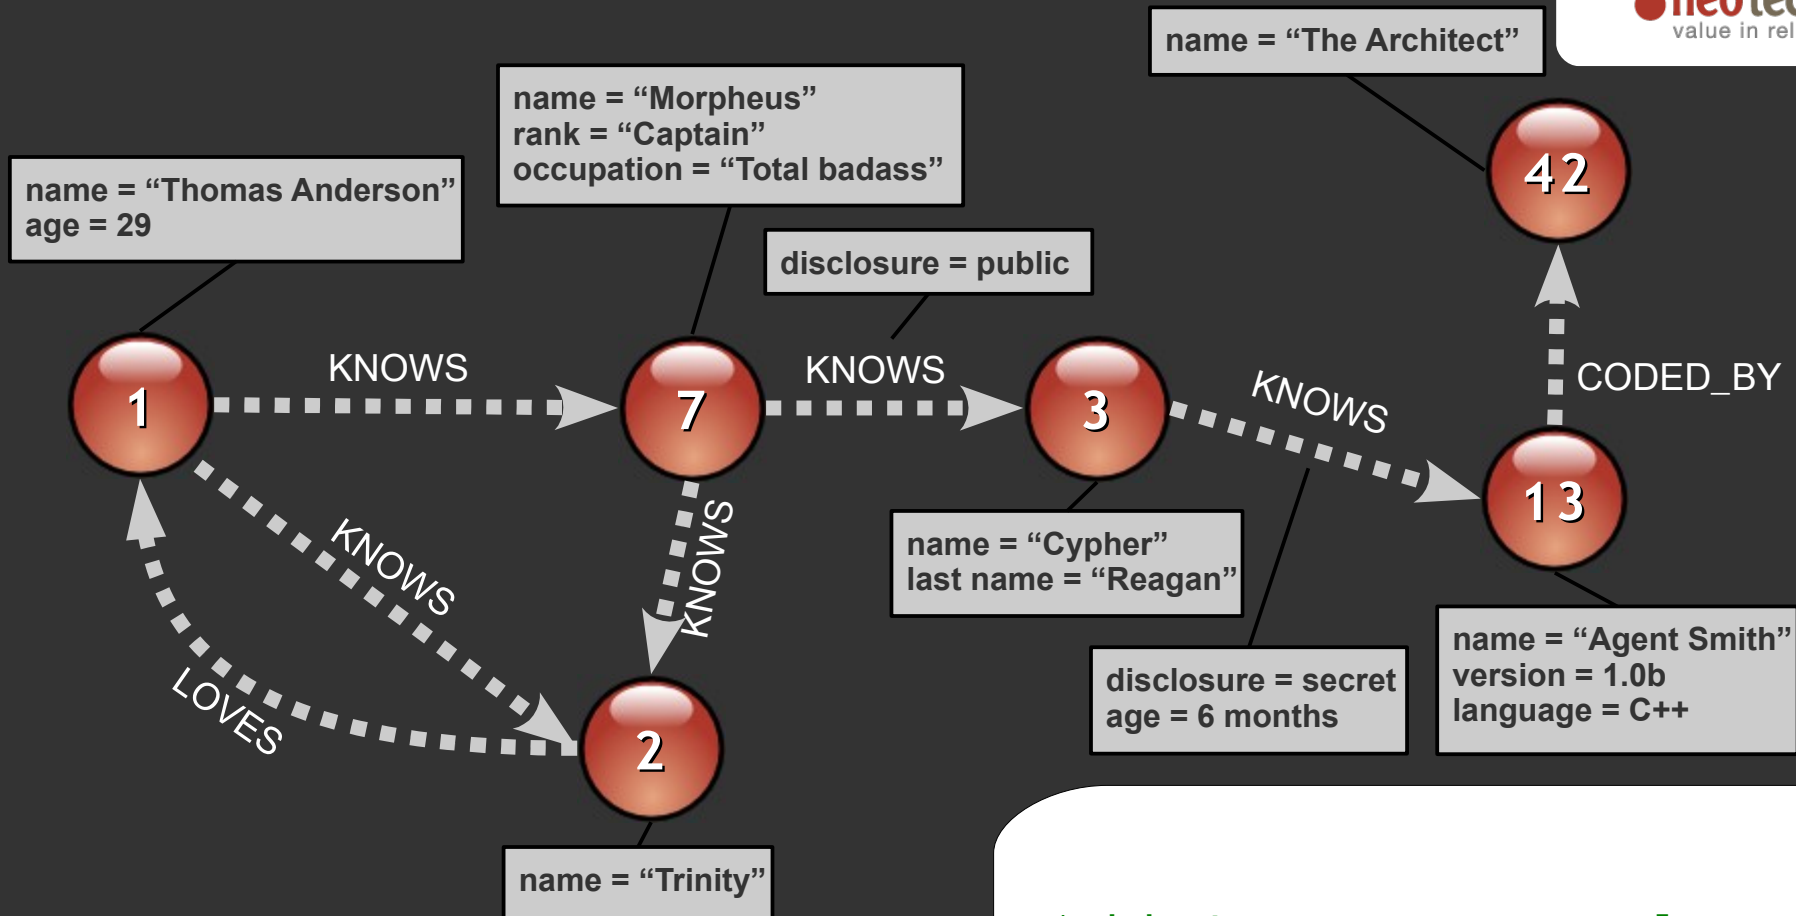 name = “The Architect”
value in rel
name = “Morpheus”
rank = “Captain”
occupation = “Total badass”
name = “Thomas Anderson”
age = 29
42
disclosure = public
KNOWS
KNOWS
KNOWS
CODED_BY
1
7
3
13
KNOWS
KNOWS
name = “Cypher”
last name = “Reagan”
LOVES
2
disclosure = secret
age = 6 months
name = “Agent Smith”
version = 1.0b
language = C++
name = “Trinity”